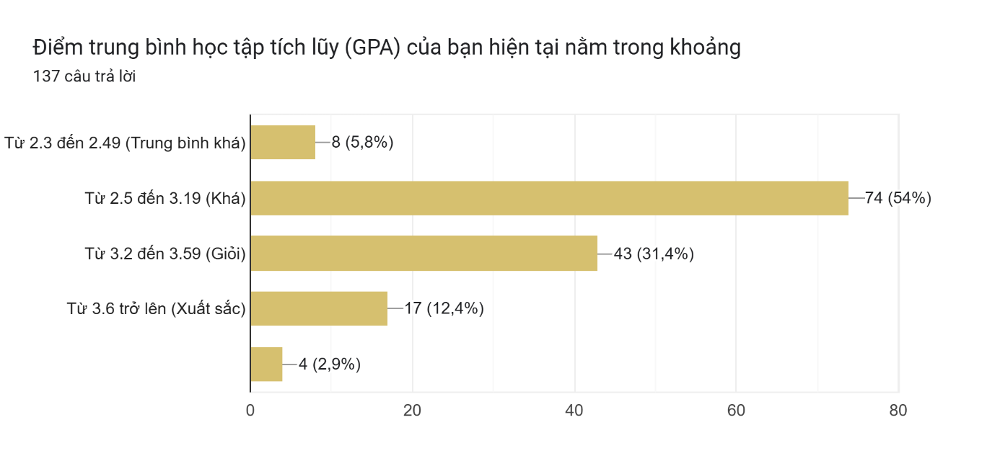 Điểm trung bình học tập tích lũy (GPA) của bạn hiện tại nằm trong khoảng
137 câu trả lời
Từ 2.3 đến 2.49 (Trung bình khá) 8 (5,8%)
Từ 2.5 đến 3.19 (Khá) 74 (54%)
Từ 3.2 đến 3.59 (Giỏi) 43 (31,4%)
Từ 3.6 trở lên (Xuất sắc) 17 (12,4%)
4 (2,9%)
0 20 40 60 80